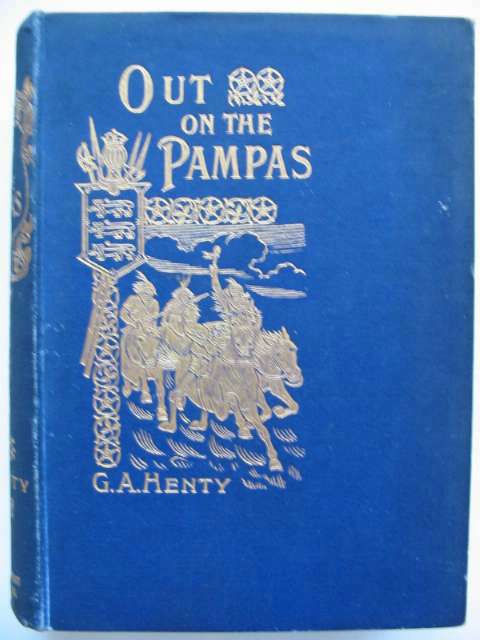 OUT
ON THE
PAMPAS
G.A. HENTY